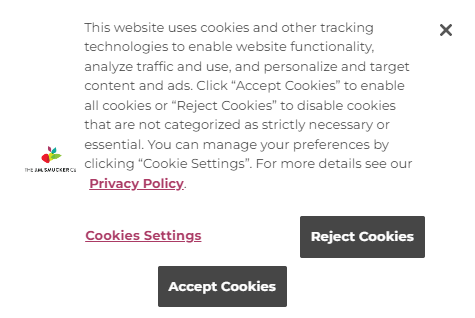 This website uses cookies and other tracking
technologies to enable website functionality,
analyze traffic and use, and personalize and target
content and ads. Click “Accept Cookies” to enable
all cookies or “Reject Cookies” to disable cookies
that are not categorized as strictly necessary or
essential. You can manage your preferences by
clicking “Cookie Settings”. For more details see our
Privacy Policy.
THE J.M. SMUCKER CO.
Cookies Settings
Reject Cookies
Accept Cookies